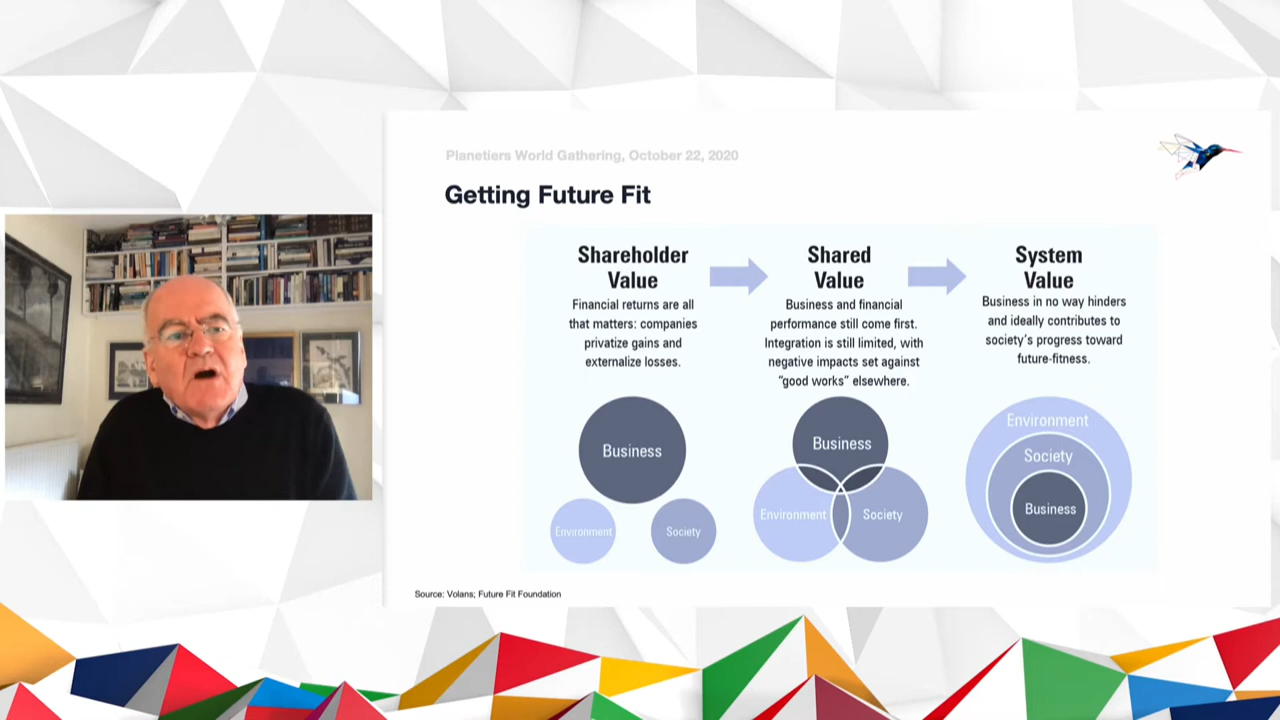 Planetiers World Gathering, October 22, 2020
Getting Future Fit
Shareholder
Value
Financial returns are all
that matters: companies
privatize gains and
externalize losses.
Business
Environment
Society
Shared
Value
Business and financial
performance still come first.
Integration is still limited, with
negative impacts set against
“good works” elsewhere.
Business
Environment
Society
System
Value
Business in no way hinders
and ideally contributes to
society’s progress toward
future-fitness.
Environment
Society
Business
Source: Volans; Future Fit Foundation